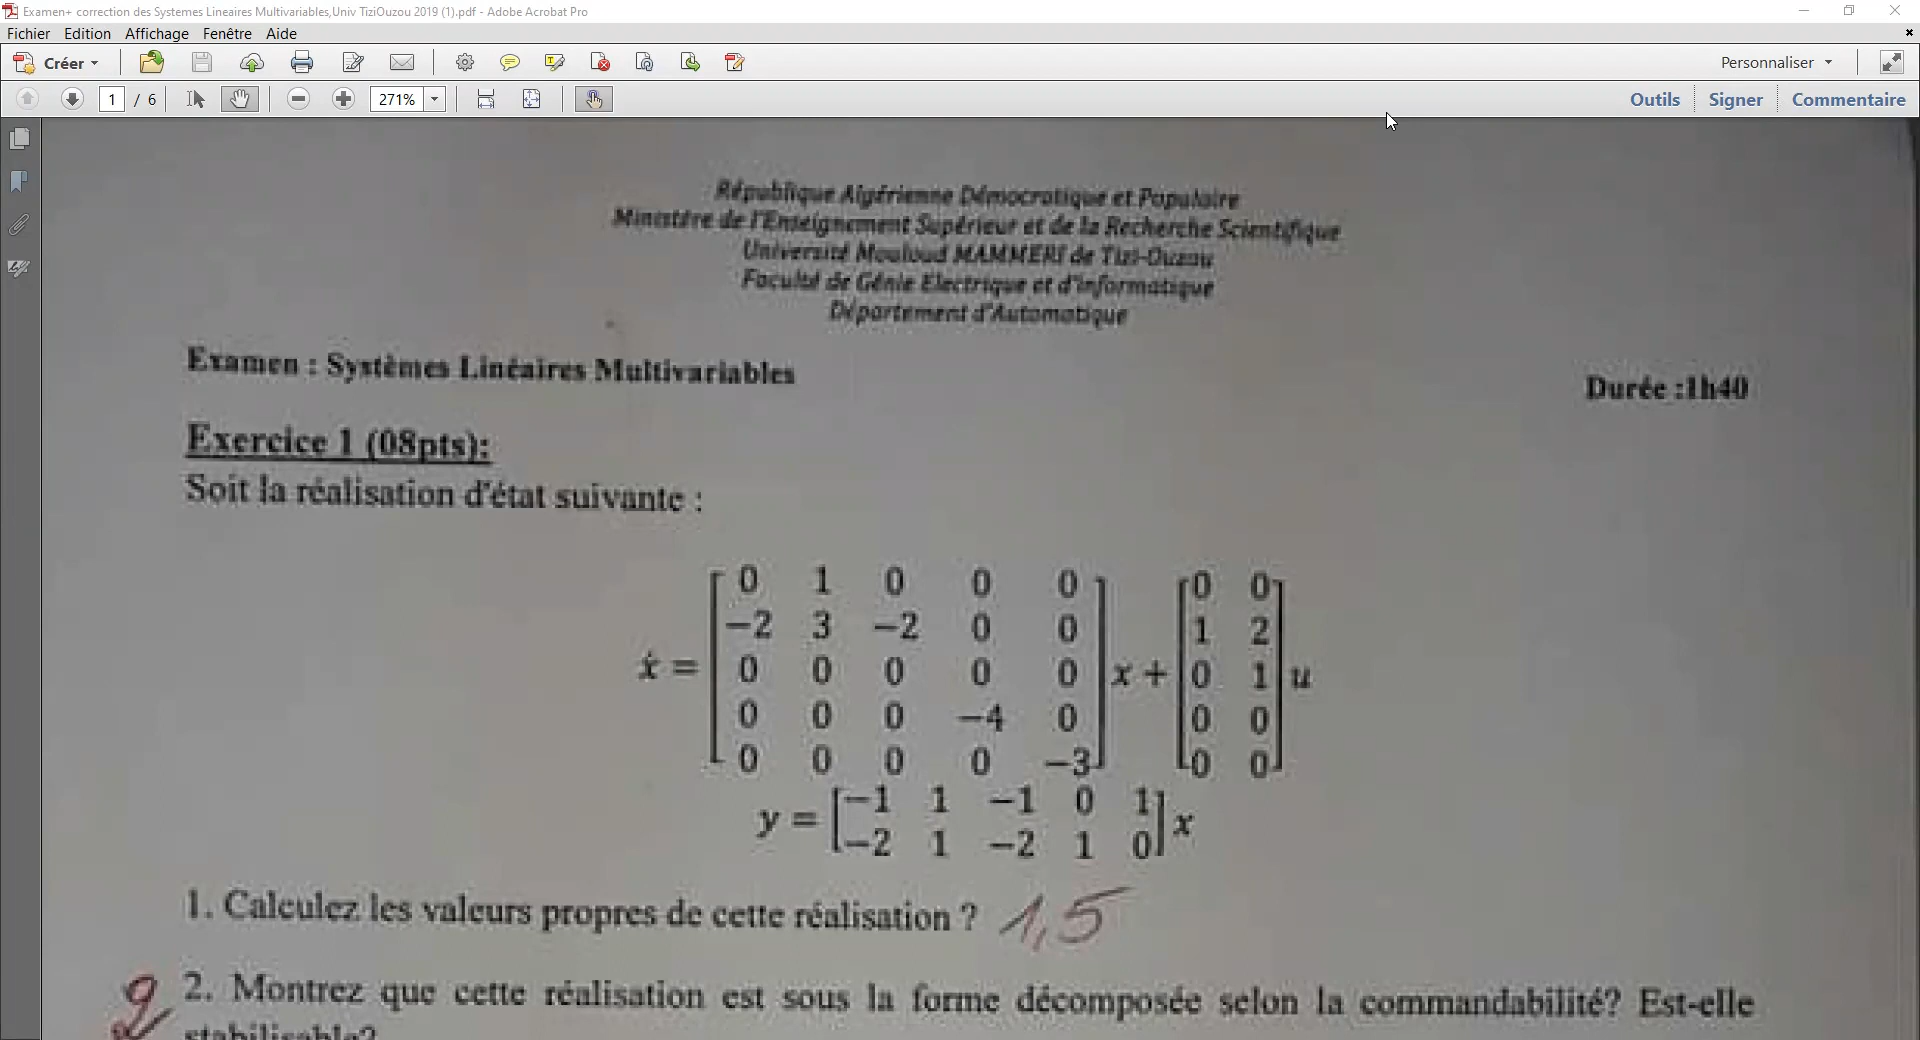 Examen+ correction des Systemes Lineaires Multivariables,Univ TiziOuzou 2019 (1).pdf - Adobe Acrobat Pro
Fichier Edition Affichage Fenêtre Aide
Créer
Personnaliser
1 / 6
271%
Outils Signer Commentaire
République Algérienne Démocratique et Populaire
Ministère de l'Enseignement Supérieur et de la Recherche Scientifique
Université Mouloud MAMMERI de Tizi-Ouzou
Faculté de Génie Electrique et d'informatique
Département d'Automatique
Examen : Systèmes Linéaires Multivariables
Durée :1h40
Exercice 1 (08pts):
Soit la réalisation d'état suivante :
0 1 0 0 0 0 0
-2 3 -2 0 0 1 2
ẋ = 0 0 0 0 0 x + 0 1 u
0 0 0 -4 0 0 0
0 0 0 0 -3 0 0
-1 1 -1 0 1
y = x
-2 1 -2 1 0
1. Calculez les valeurs propres de cette réalisation ? 1,5
2. Montrez que cette réalisation est sous la forme décomposée selon la commandabilité? Est-elle
stabilisable?